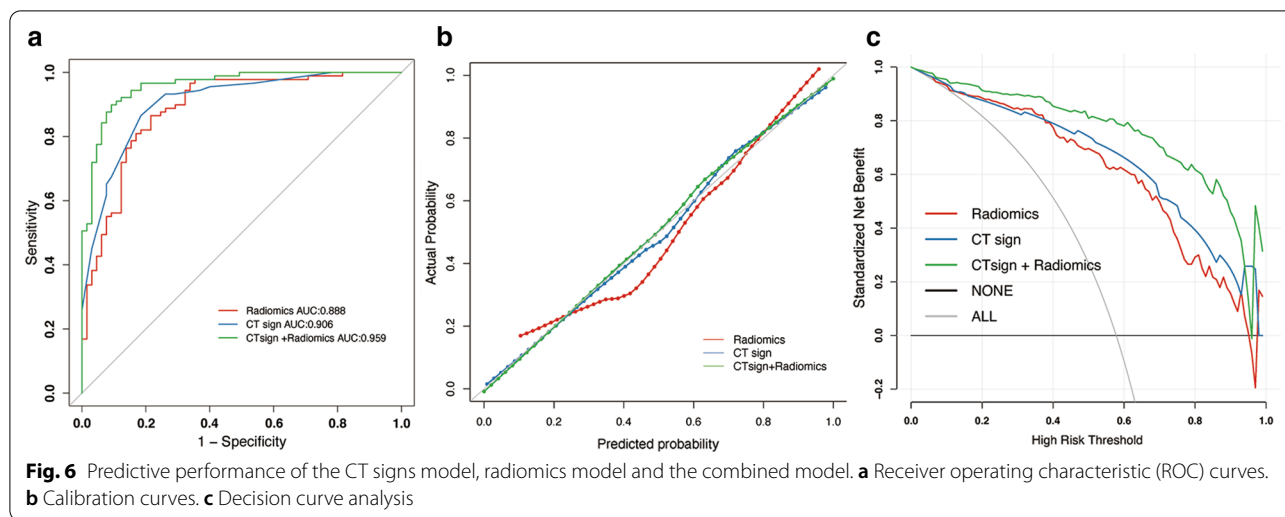 a
1.0
0.8
0.6
0.4
0.2
0.0
Sensitivity
Radiomics AUC:0.888
CT sign AUC:0.906
CTsign +Radiomics AUC:0.959
0.0 0.2 0.4 0.6 0.8 1.0
1 – Specificity
b
1.0
0.8
0.6
0.4
0.2
0.0
Actual Probability
Radiomics
CT sign
CTsign+Radiomics
0.0 0.2 0.4 0.6 0.8 1.0
Predicted probability
c
1.0
0.8
0.6
0.4
0.2
0.0
-0.2
Standardized Net Benefit
Radiomics
CT sign
CTsign + Radiomics
NONE
ALL
0.0 0.2 0.4 0.6 0.8 1.0
High Risk Threshold
Fig. 6 Predictive performance of the CT signs model, radiomics model and the combined model. a Receiver operating characteristic (ROC) curves.
b Calibration curves. c Decision curve analysis